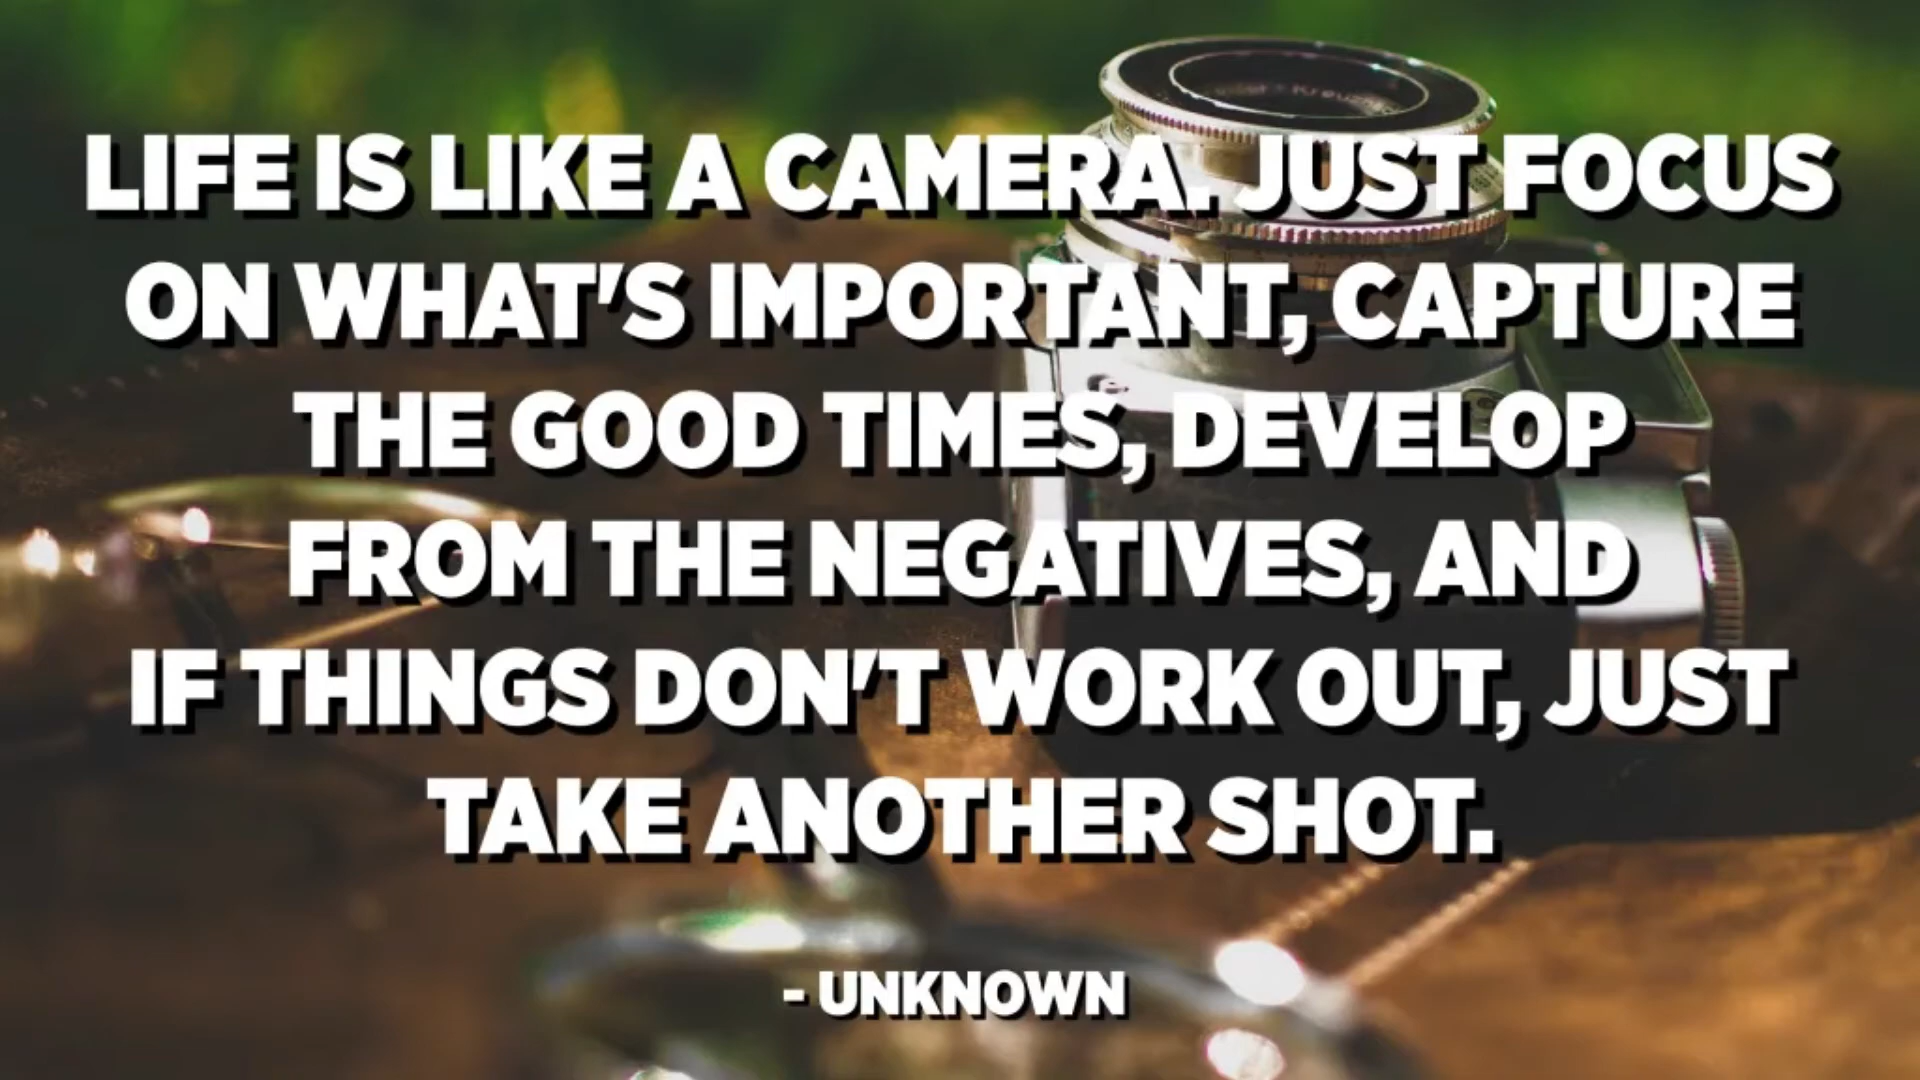 LIFE IS LIKE A CAMERA. JUST FOCUS
ON WHAT'S IMPORTANT, CAPTURE
THE GOOD TIMES, DEVELOP
FROM THE NEGATIVES, AND
IF THINGS DON'T WORK OUT, JUST
TAKE ANOTHER SHOT.
- UNKNOWN